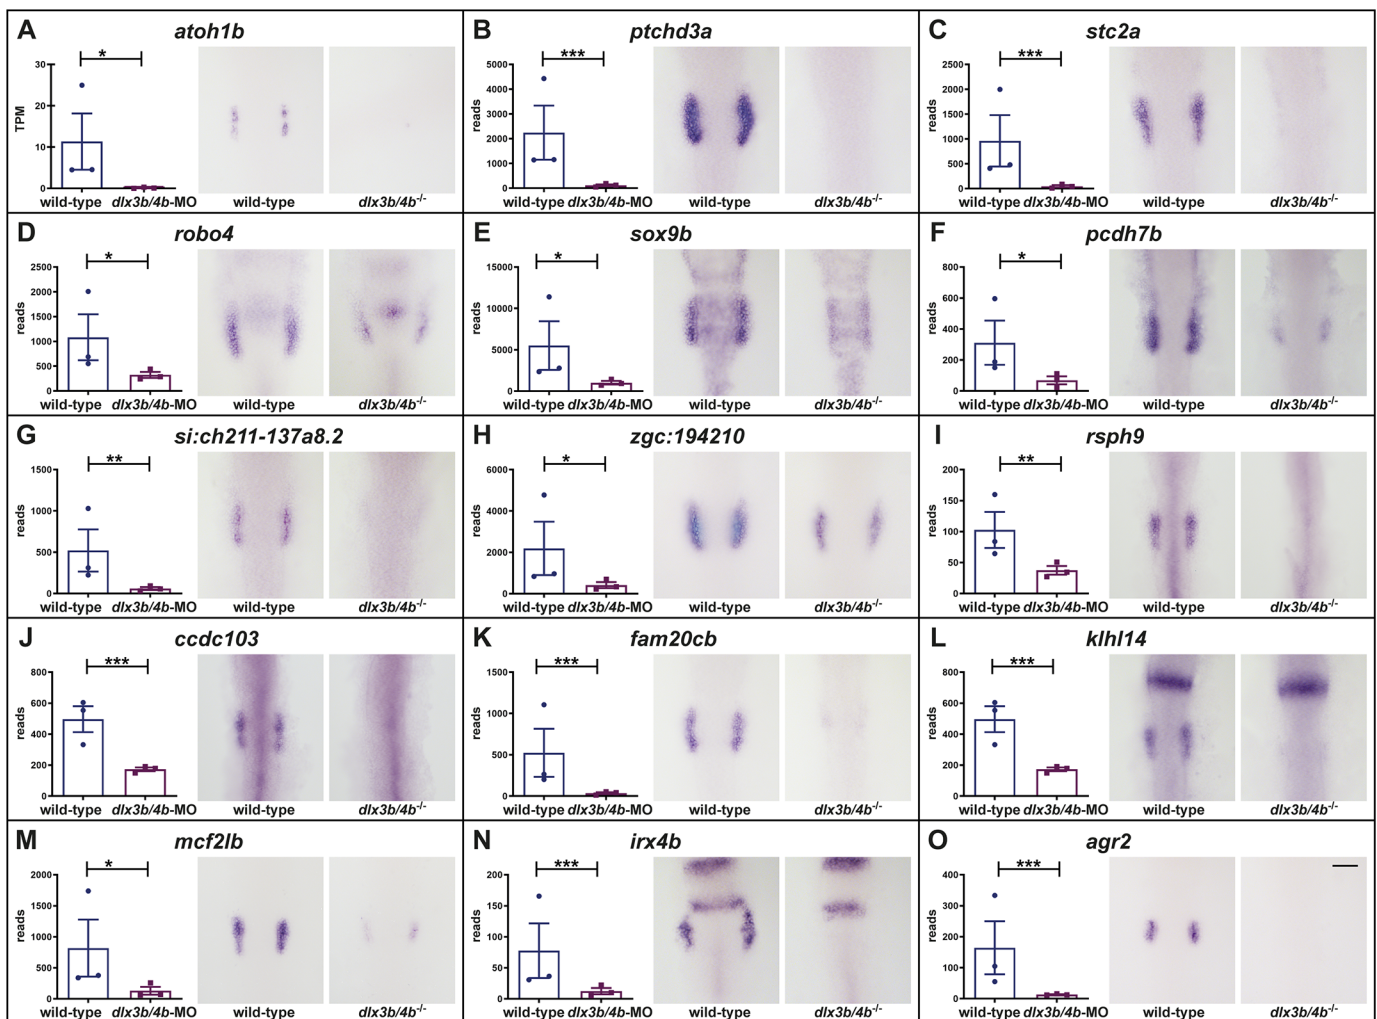 A atoh1b
*
30
20
10
0
TPM
wild-type dlx3b/4b-MO wild-type dlx3b/4b-/-
B ptchd3a
***
5000
4000
3000
2000
1000
0
reads
wild-type dlx3b/4b-MO wild-type dlx3b/4b-/-
C stc2a
***
2500
2000
1500
1000
500
0
reads
wild-type dlx3b/4b-MO wild-type dlx3b/4b-/-
D robo4
*
2500
2000
1500
1000
500
0
reads
wild-type dlx3b/4b-MO wild-type dlx3b/4b-/-
E sox9b
*
15000
10000
5000
0
reads
wild-type dlx3b/4b-MO wild-type dlx3b/4b-/-
F pcdh7b
*
800
600
400
200
0
reads
wild-type dlx3b/4b-MO wild-type dlx3b/4b-/-
G si:ch211-137a8.2
**
1500
1000
500
0
reads
wild-type dlx3b/4b-MO wild-type dlx3b/4b-/-
H zgc:194210
*
6000
4000
2000
0
reads
wild-type dlx3b/4b-MO wild-type dlx3b/4b-/-
I rsph9
**
200
150
100
50
0
reads
wild-type dlx3b/4b-MO wild-type dlx3b/4b-/-
J ccdc103
***
800
600
400
200
0
reads
wild-type dlx3b/4b-MO wild-type dlx3b/4b-/-
K fam20cb
***
1500
1000
500
0
reads
wild-type dlx3b/4b-MO wild-type dlx3b/4b-/-
L klhl14
***
800
600
400
200
0
reads
wild-type dlx3b/4b-MO wild-type dlx3b/4b-/-
M mcf2lb
*
2000
1500
1000
500
0
reads
wild-type dlx3b/4b-MO wild-type dlx3b/4b-/-
N irx4b
***
200
150
100
50
0
reads
wild-type dlx3b/4b-MO wild-type dlx3b/4b-/-
O agr2
***
400
300
200
100
0
reads
wild-type dlx3b/4b-MO wild-type dlx3b/4b-/-